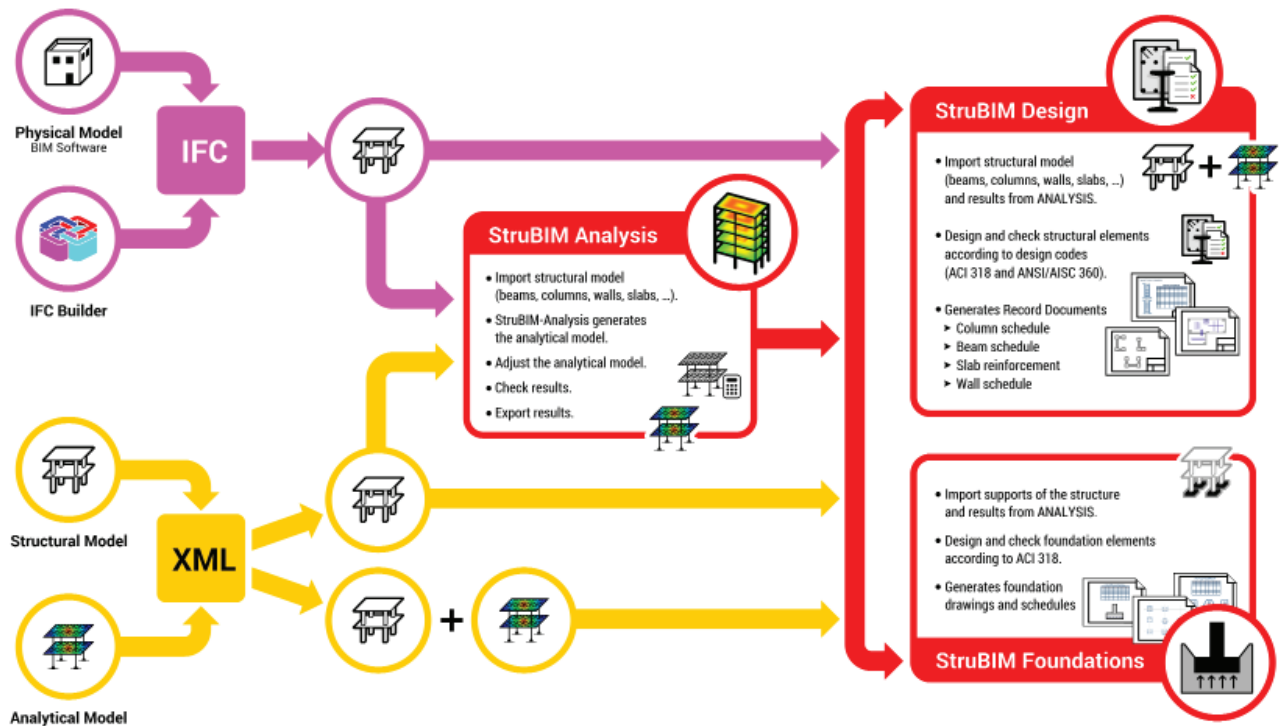 Physical Model
BIM Software
IFC
IFC Builder
Structural Model
XML
Analytical Model
+
StruBIM Analysis
• Import structural model
(beams, columns, walls, slabs, ...).
• StruBIM-Analysis generates
the analytical model.
• Adjust the analytical model.
• Check results.
• Export results.
StruBIM Design
• Import structural model
(beams, columns, walls, slabs, ...)
and results from ANALYSIS.
+
• Design and check structural elements
according to design codes
(ACI 318 and ANSI/AISC 360).
• Generates Record Documents
➤ Column schedule
➤ Beam schedule
➤ Slab reinforcement
➤ Wall schedule
• Import supports of the structure
and results from ANALYSIS.
• Design and check foundation elements
according to ACI 318.
• Generates foundation
drawings and schedules
StruBIM Foundations